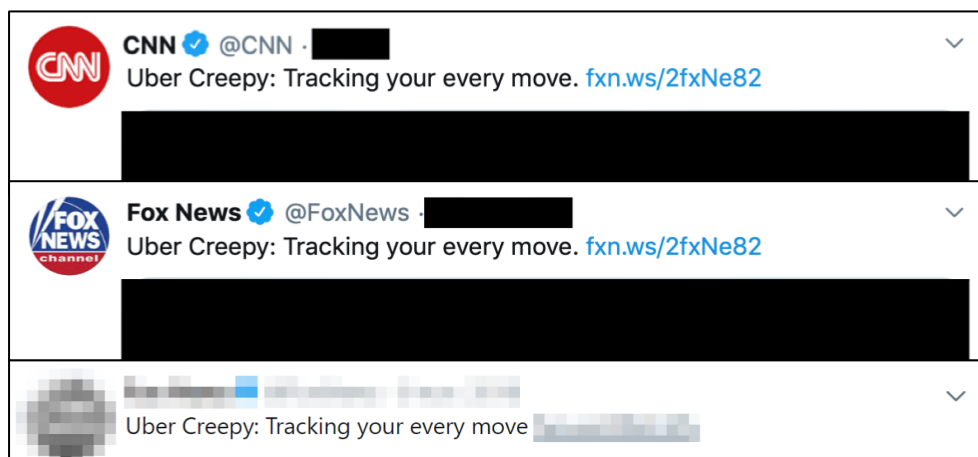 CNN
CNN @CNN ·
Uber Creepy: Tracking your every move. fxn.ws/2fxNe82
FOX
NEWS
channel
Fox News @FoxNews ·
Uber Creepy: Tracking your every move. fxn.ws/2fxNe82
Uber Creepy: Tracking your every move